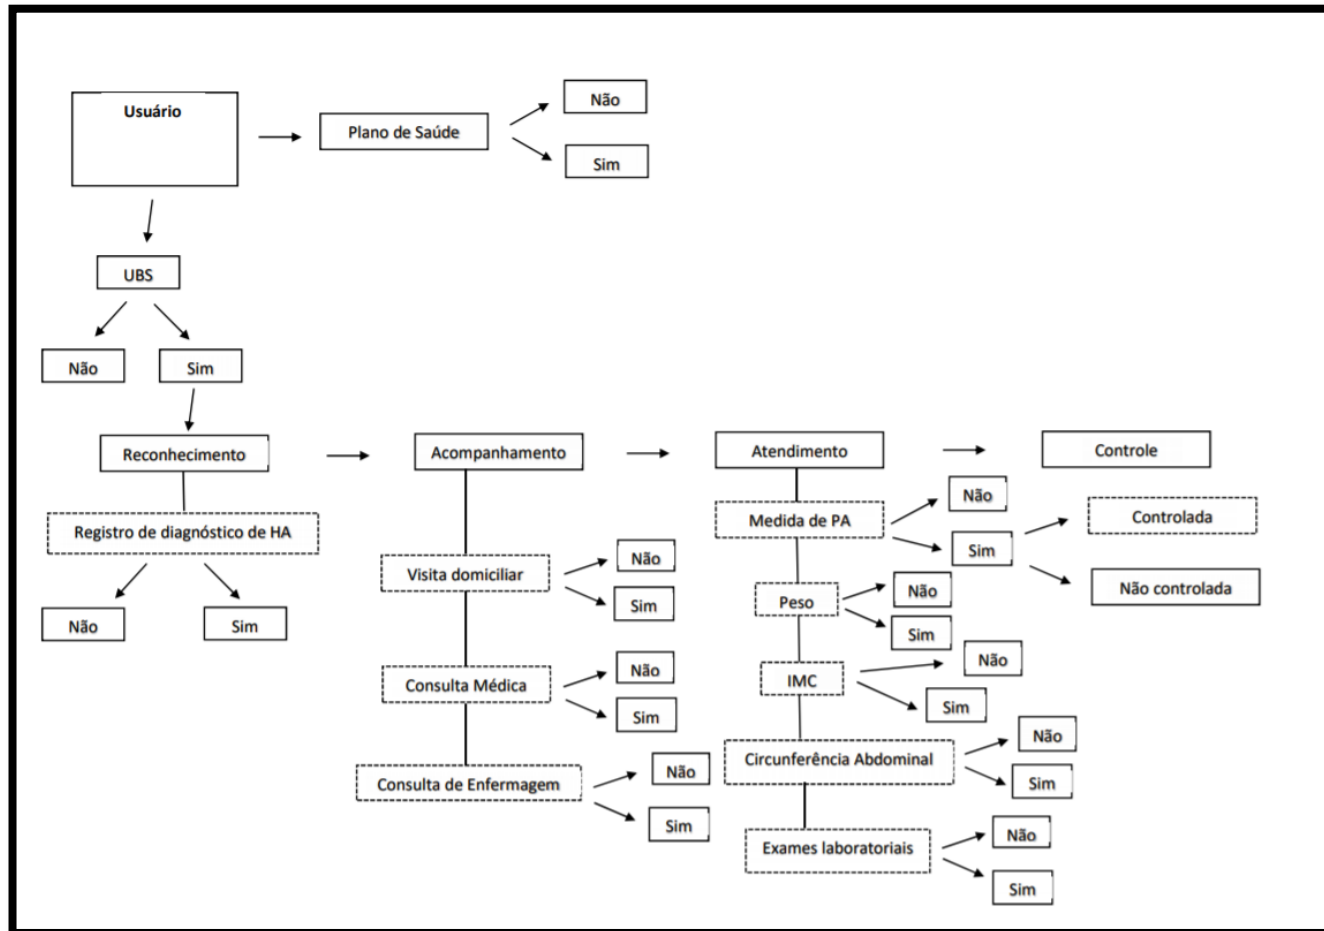 Usuário
Plano de Saúde
Não
Sim
UBS
Não
Sim
Reconhecimento
Registro de diagnóstico de HA
Não
Sim
Acompanhamento
Visita domiciliar
Não
Sim
Consulta Médica
Não
Sim
Consulta de Enfermagem
Não
Sim
Atendimento
Medida de PA
Não
Sim
Peso
Não
Sim
IMC
Não
Sim
Circunferência Abdominal
Não
Sim
Exames laboratoriais
Não
Sim
Controle
Controlada
Não controlada